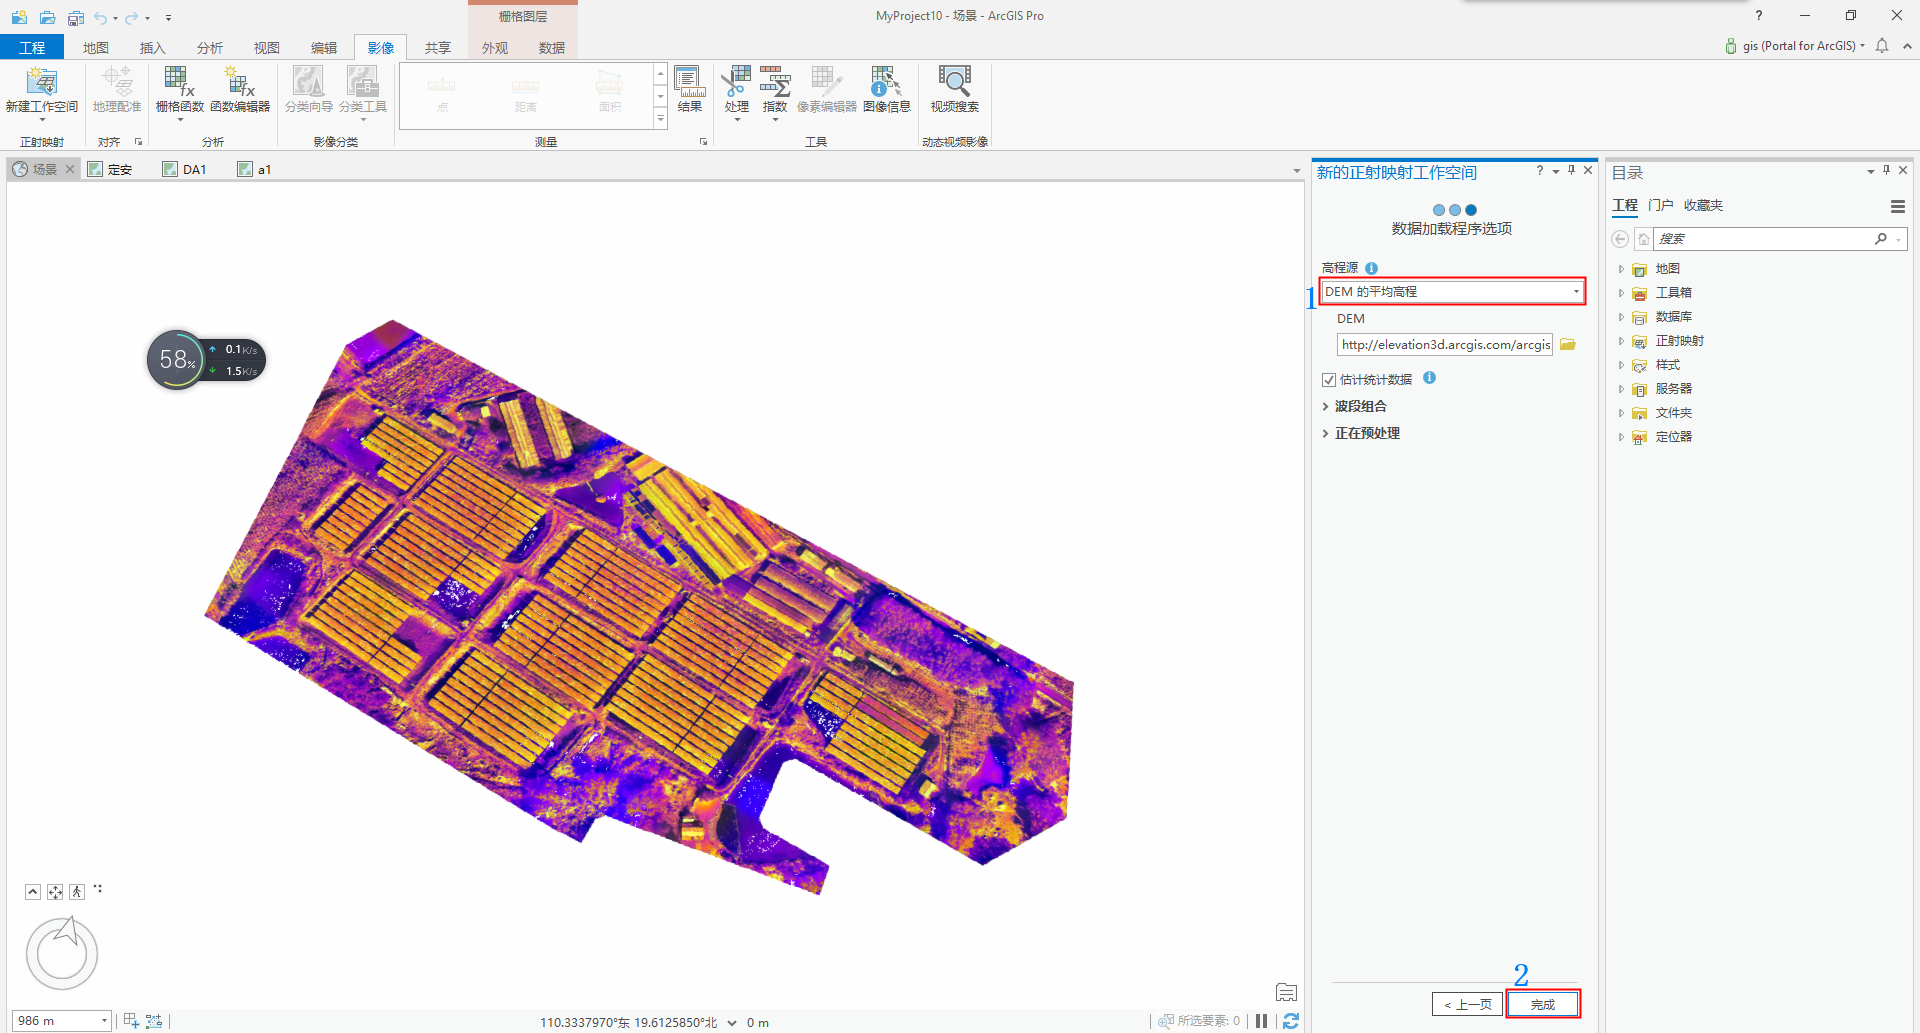 栅格图层
MyProject10 - 场景 - ArcGIS Pro
?
工程 地图 插入 分析 视图 编辑 影像 共享 外观 数据
gis (Portal for ArcGIS)
新建工作空间 地理配准 栅格函数 函数编辑器 分类向导 分类工具 点 距离 面积 结果 处理 指数 像素编辑器 图像信息 视频搜索
正射映射 对齐 分析 影像分类 测量 工具 动态视频影像
场景 定安 DA1 a1
新的正射映射工作空间 ?
数据加载程序选项
高程源
1
DEM 的平均高程
DEM
http://elevation3d.arcgis.com/arcgis
估计统计数据
波段组合
正在预处理
2
< 上一页 完成
目录
工程 门户 收藏夹
搜索
地图
工具箱
数据库
正射映射
样式
服务器
文件夹
定位器
58%
0.1K/s
1.5K/s
986 m
110.3337970°东 19.6125850°北
0 m
所选要素: 0